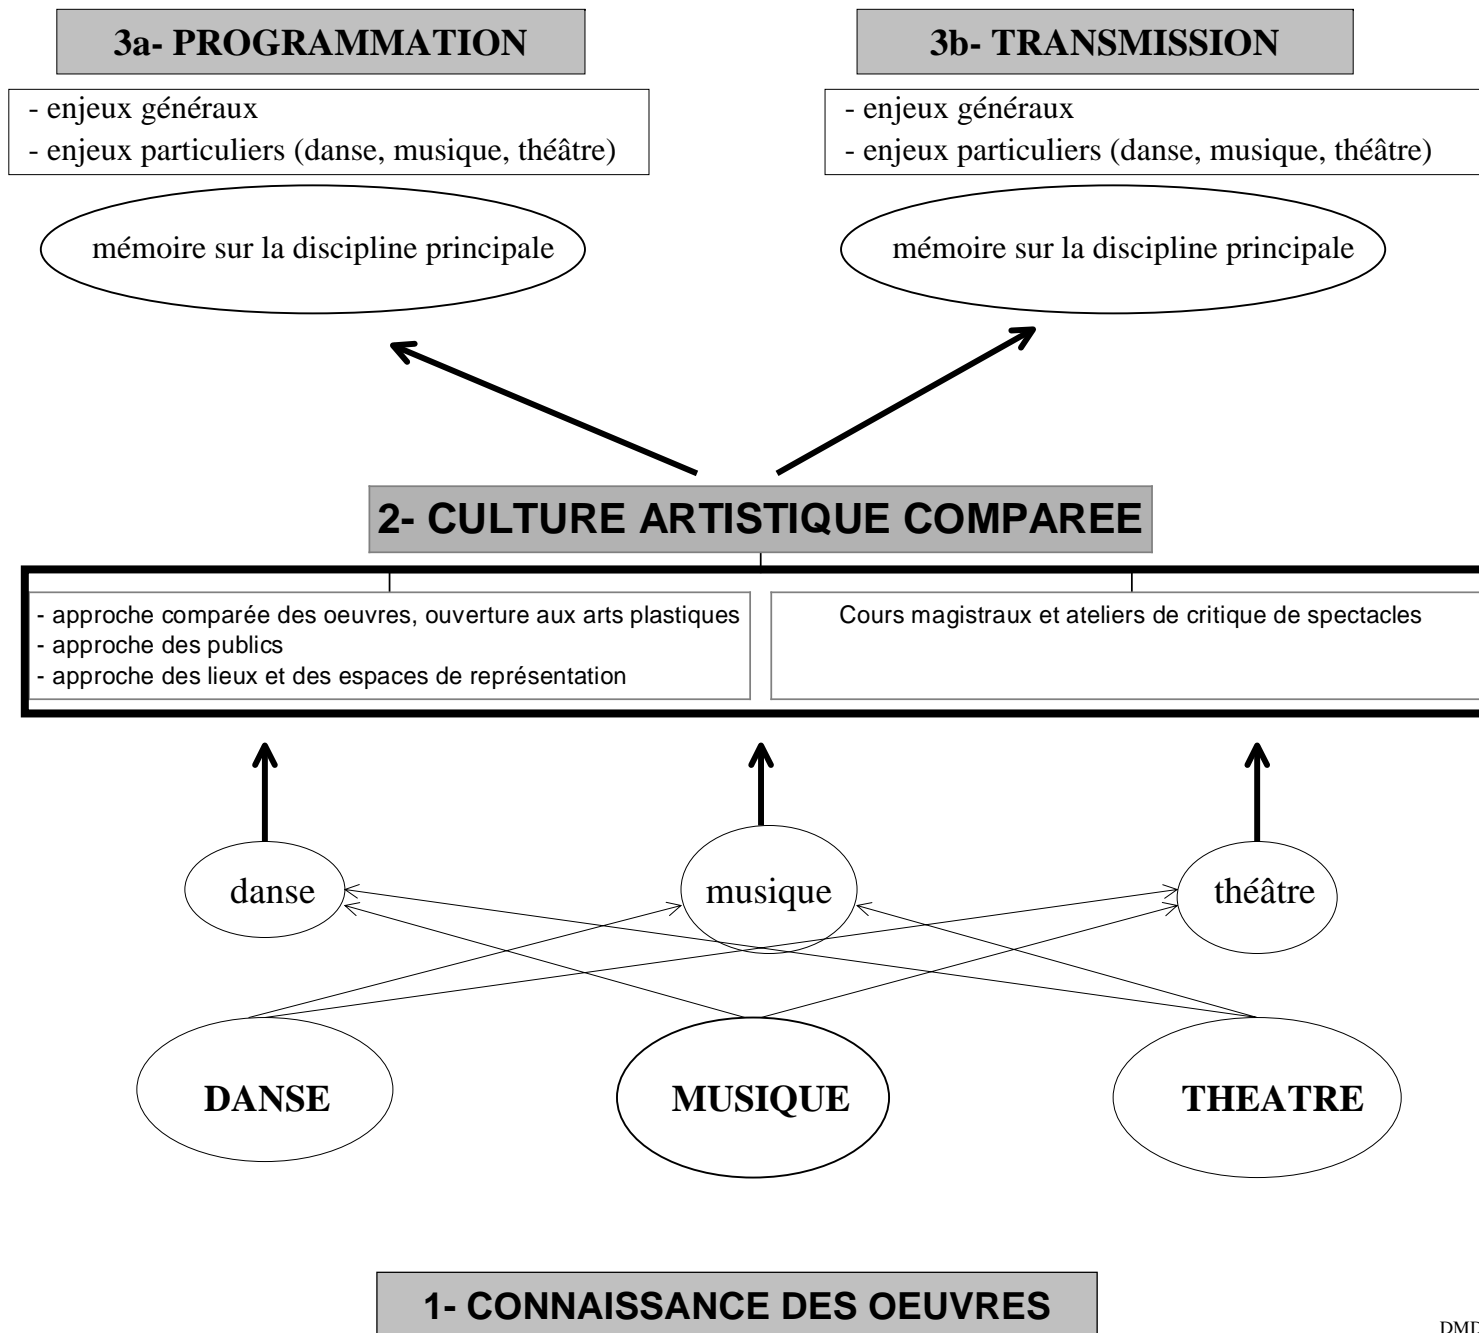 3a- PROGRAMMATION
3b- TRANSMISSION
- enjeux généraux
- enjeux particuliers (danse, musique, théâtre)
- enjeux généraux
- enjeux particuliers (danse, musique, théâtre)
mémoire sur la discipline principale
mémoire sur la discipline principale
2- CULTURE ARTISTIQUE COMPAREE
- approche comparée des oeuvres, ouverture aux arts plastiques
- approche des publics
- approche des lieux et des espaces de représentation
Cours magistraux et ateliers de critique de spectacles
danse
musique
théâtre
DANSE
MUSIQUE
THEATRE
1- CONNAISSANCE DES OEUVRES